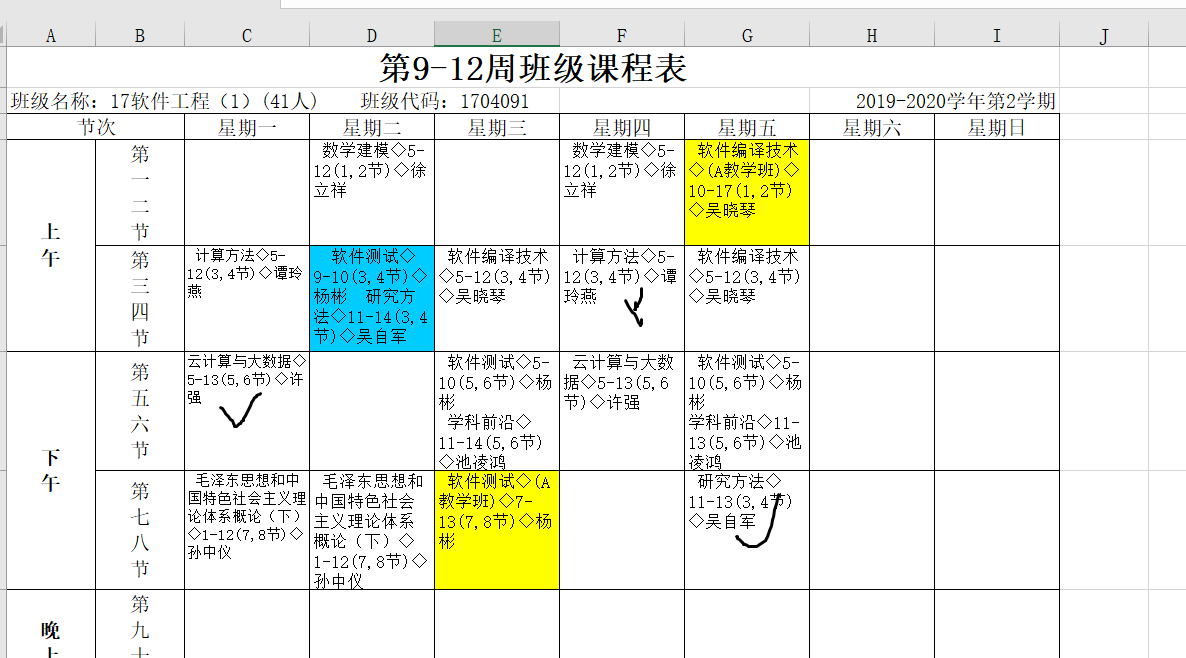 A B C D E F G H I J
第9-12周班级课程表
班级名称：17软件工程（1）(41人) 班级代码：1704091 2019-2020学年第2学期
节次 星期一 星期二 星期三 星期四 星期五 星期六 星期日
上
午
第
一
二
节
数学建模◇5-
12(1,2节)◇徐
立祥
数学建模◇5-
12(1,2节)◇徐
立祥
软件编译技术
◇(A教学班)◇
10-17(1,2节)
◇吴晓琴
第
三
四
节
计算方法◇5-
12(3,4节)◇谭玲
燕
软件测试◇
9-10(3,4节)◇
杨彬 研究方
法◇11-14(3,4
节)◇吴自军
软件编译技术
◇5-12(3,4节)
◇吴晓琴
计算方法◇5-
12(3,4节)◇谭
玲燕
软件编译技术
◇5-12(3,4节)
◇吴晓琴
下
午
第
五
六
节
云计算与大数据◇
5-13(5,6节)◇许
强
软件测试◇5-
10(5,6节)◇杨
彬
学科前沿◇
11-14(5,6节)
◇池凌鸿
云计算与大数
据◇5-13(5,6
节)◇许强
软件测试◇5-
10(5,6节)◇杨
彬
学科前沿◇11-
13(5,6节)◇池
凌鸿
第
七
八
节
毛泽东思想和中
国特色社会主义理
论体系概论（下）
◇1-12(7,8节)◇
孙中仪
毛泽东思想和
中国特色社会
主义理论体系
概论（下）◇
1-12(7,8节)◇
孙中仪
软件测试◇(A
教学班)◇7-
13(7,8节)◇杨
彬
研究方法◇
11-13(3,4节)
◇吴自军
晚
上
第
九
十